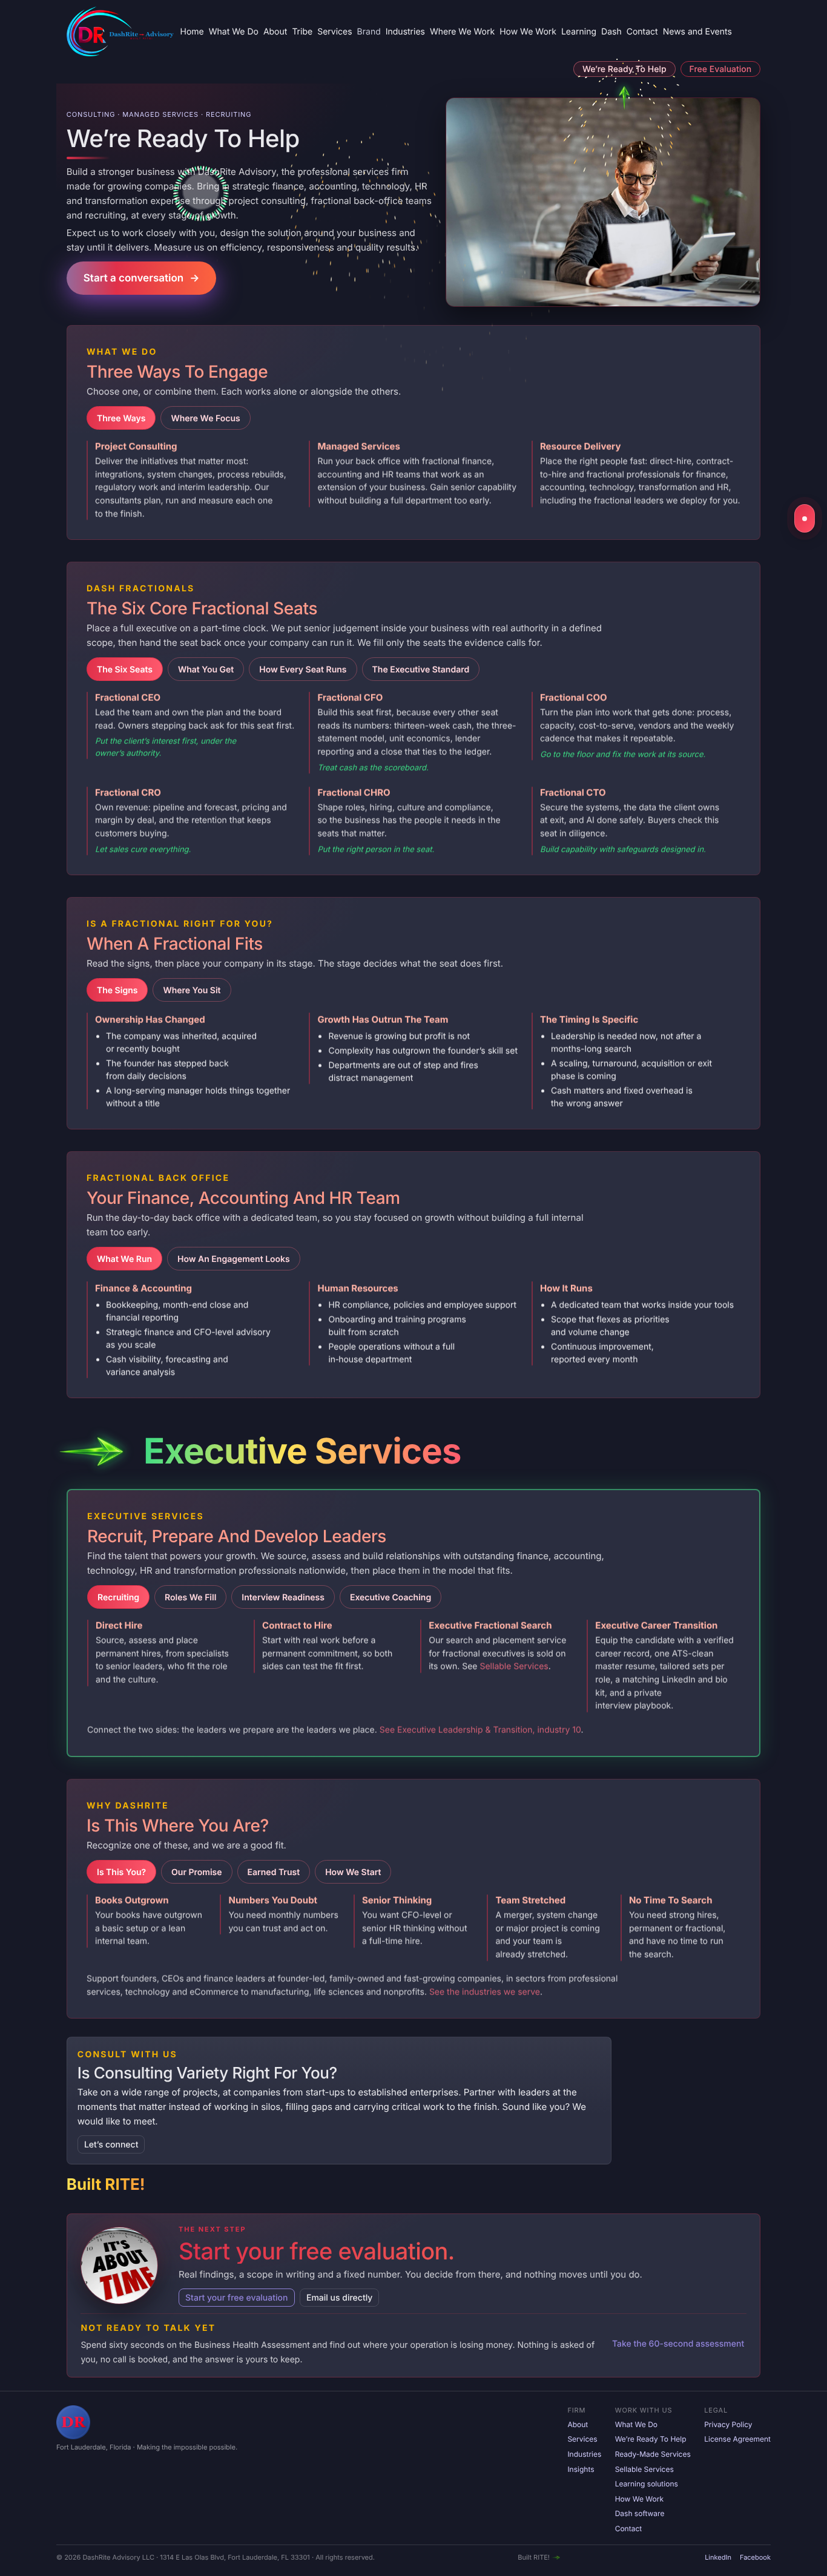 DR DashRite Advisory
Home What We Do About Tribe Services Brand Industries Where We Work How We Work Learning Dash Contact News and Events
We're Ready To Help Free Evaluation
CONSULTING · MANAGED SERVICES · RECRUITING
We're Ready To Help
Build a stronger business with DashRite Advisory, the professional services firm
made for growing companies. Bring strategic finance, accounting, technology, HR
and transformation expertise through project consulting, fractional back-office teams
and recruiting, at every stage of growth.
Expect us to work closely with you, design the solution around your business and
stay until it delivers. Measure us on efficiency, responsiveness and quality results.
Start a conversation →
WHAT WE DO
Three Ways To Engage
Choose one, or combine them. Each works alone or alongside the others.
Three Ways Where We Focus
Project Consulting
Deliver the initiatives that matter most:
integrations, system changes, process rebuilds,
regulatory work and interim leadership. Our
consultants plan, run and measure each one
to the finish.
Managed Services
Run your back office with fractional finance,
accounting and HR teams that work as an
extension of your business. Gain senior capability
without building a full department too early.
Resource Delivery
Place the right people fast: direct-hire, contract-
to-hire and fractional professionals for finance,
accounting, technology, transformation and HR,
including the fractional leaders we deploy for you.
DASH FRACTIONALS
The Six Core Fractional Seats
Place a full executive on a part-time clock. We put senior judgement inside your business with real authority in a defined
scope, then hand the seat back once your company can run it. We fill only the seats the evidence calls for.
The Six Seats What You Get How Every Seat Runs The Executive Standard
Fractional CEO
Lead the team and own the plan and the board
read. Owners stepping back ask for this seat first.
Put the client's interest first, under the
owner's authority.
Fractional CFO
Build this seat first, because every other seat
reads its numbers: thirteen-week cash, the three-
statement model, unit economics, lender
reporting and a close that ties to the ledger.
Treat cash as the scoreboard.
Fractional COO
Turn the plan into work that gets done: process,
capacity, cost-to-serve, vendors and the weekly
cadence that makes it repeatable.
Go to the floor and fix the work at its source.
Fractional CRO
Own revenue: pipeline and forecast, pricing and
margin by deal, and the retention that keeps
customers buying.
Let sales cure everything.
Fractional CHRO
Shape roles, hiring, culture and compliance,
so the business has the people it needs in the
seats that matter.
Put the right person in the seat.
Fractional CTO
Secure the systems, the data the client owns
at exit, and AI done safely. Buyers check this
seat in diligence.
Build capability with safeguards designed in.
IS A FRACTIONAL RIGHT FOR YOU?
When A Fractional Fits
Read the signs, then place your company in its stage. The stage decides what the seat does first.
The Signs Where You Sit
Ownership Has Changed
• The company was inherited, acquired
or recently bought
• The founder has stepped back
from daily decisions
• A long-serving manager holds things together
without a title
Growth Has Outrun The Team
• Revenue is growing but profit is not
• Complexity has outgrown the founder's skill set
• Departments are out of step and fires
distract management
The Timing Is Specific
• Leadership is needed now, not after a
months-long search
• A scaling, turnaround, acquisition or exit
phase is coming
• Cash matters and fixed overhead is
the wrong answer
FRACTIONAL BACK OFFICE
Your Finance, Accounting And HR Team
Run the day-to-day back office with a dedicated team, so you stay focused on growth without building a full internal
team too early.
What We Run How An Engagement Looks
Finance & Accounting
• Bookkeeping, month-end close and
financial reporting
• Strategic finance and CFO-level advisory
as you scale
• Cash visibility, forecasting and
variance analysis
Human Resources
• HR compliance, policies and employee support
• Onboarding and training programs
built from scratch
• People operations without a full
in-house department
How It Runs
• A dedicated team that works inside your tools
• Scope that flexes as priorities
and volume change
• Continuous improvement,
reported every month
Executive Services
EXECUTIVE SERVICES
Recruit, Prepare And Develop Leaders
Find the talent that powers your growth. We source, assess and build relationships with outstanding finance, accounting,
technology, HR and transformation professionals nationwide, then place them in the model that fits.
Recruiting Roles We Fill Interview Readiness Executive Coaching
Direct Hire
Source, assess and place
permanent hires, from specialists
to senior leaders, who fit the role
and the culture.
Contract to Hire
Start with real work before a
permanent commitment, so both
sides can test the fit first.
Executive Fractional Search
Our search and placement service
for fractional executives is sold on
its own. See Sellable Services.
Executive Career Transition
Equip the candidate with a verified
career record, one ATS-clean
master resume, tailored sets per
role, a matching LinkedIn and bio
kit, and a private
interview playbook.
Connect the two sides: the leaders we prepare are the leaders we place. See Executive Leadership & Transition, industry 10.
WHY DASHRITE
Is This Where You Are?
Recognize one of these, and we are a good fit.
Is This You? Our Promise Earned Trust How We Start
Books Outgrown
Your books have outgrown
a basic setup or a lean
internal team.
Numbers You Doubt
You need monthly numbers
you can trust and act on.
Senior Thinking
You want CFO-level or
senior HR thinking without
a full-time hire.
Team Stretched
A merger, system change
or major project is coming
and your team is
already stretched.
No Time To Search
You need strong hires,
permanent or fractional,
and have no time to run
the search.
Support founders, CEOs and finance leaders at founder-led, family-owned and fast-growing companies, in sectors from professional
services, technology and eCommerce to manufacturing, life sciences and nonprofits. See the industries we serve.
CONSULT WITH US
Is Consulting Variety Right For You?
Take on a wide range of projects, at companies from start-ups to established enterprises. Partner with leaders at the
moments that matter instead of working in silos, filling gaps and carrying critical work to the finish. Sound like you? We
would like to meet.
Let's connect
Built RITE!
IT'S
ABOUT
TIME
THE NEXT STEP
Start your free evaluation.
Real findings, a scope in writing and a fixed number. You decide from there, and nothing moves until you do.
Start your free evaluation Email us directly
NOT READY TO TALK YET
Spend sixty seconds on the Business Health Assessment and find out where your operation is losing money. Nothing is asked of
you, no call is booked, and the answer is yours to keep.
Take the 60-second assessment
DR
Fort Lauderdale, Florida · Making the impossible possible.
FIRM
About
Services
Industries
Insights
WORK WITH US
What We Do
We're Ready To Help
Ready-Made Services
Sellable Services
Learning solutions
How We Work
Dash software
Contact
LEGAL
Privacy Policy
License Agreement
© 2026 DashRite Advisory LLC · 1314 E Las Olas Blvd, Fort Lauderdale, FL 33301 · All rights reserved.
Built RITE!
LinkedIn Facebook